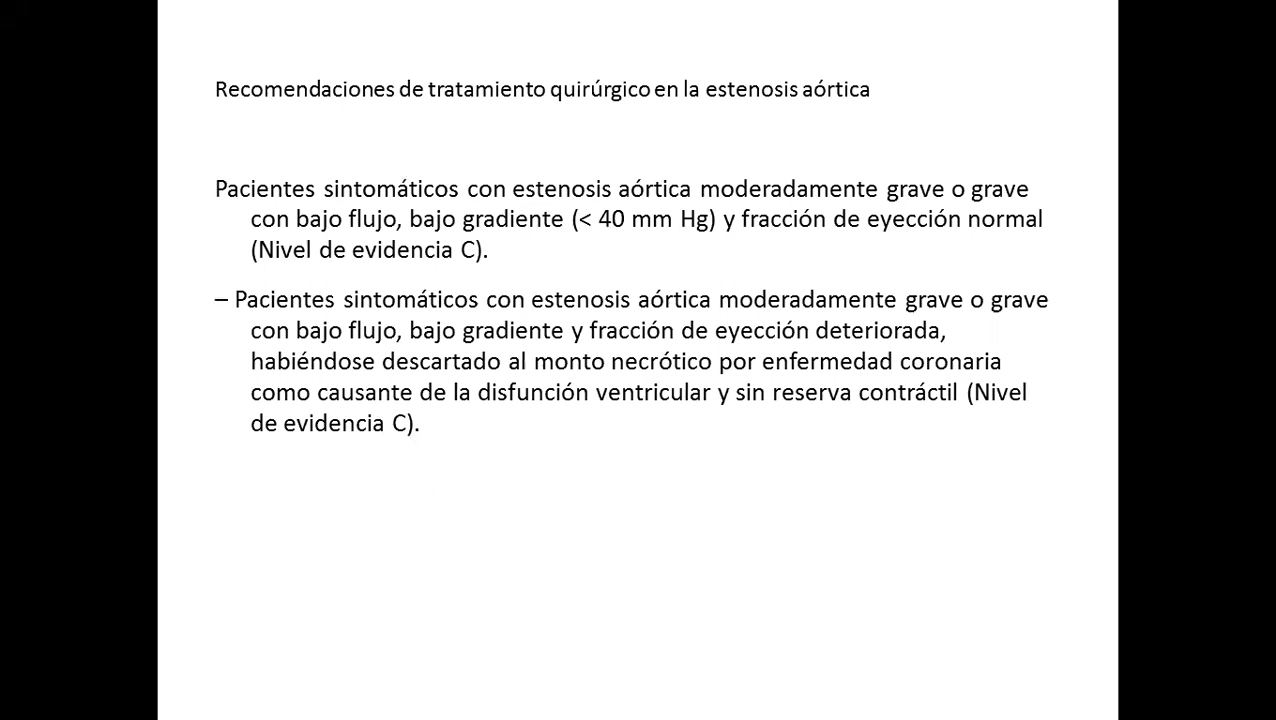 Recomendaciones de tratamiento quirúrgico en la estenosis aórtica
Pacientes sintomáticos con estenosis aórtica moderadamente grave o grave
con bajo flujo, bajo gradiente (< 40 mm Hg) y fracción de eyección normal
(Nivel de evidencia C).
– Pacientes sintomáticos con estenosis aórtica moderadamente grave o grave
con bajo flujo, bajo gradiente y fracción de eyección deteriorada,
habiéndose descartado al monto necrótico por enfermedad coronaria
como causante de la disfunción ventricular y sin reserva contráctil (Nivel
de evidencia C).